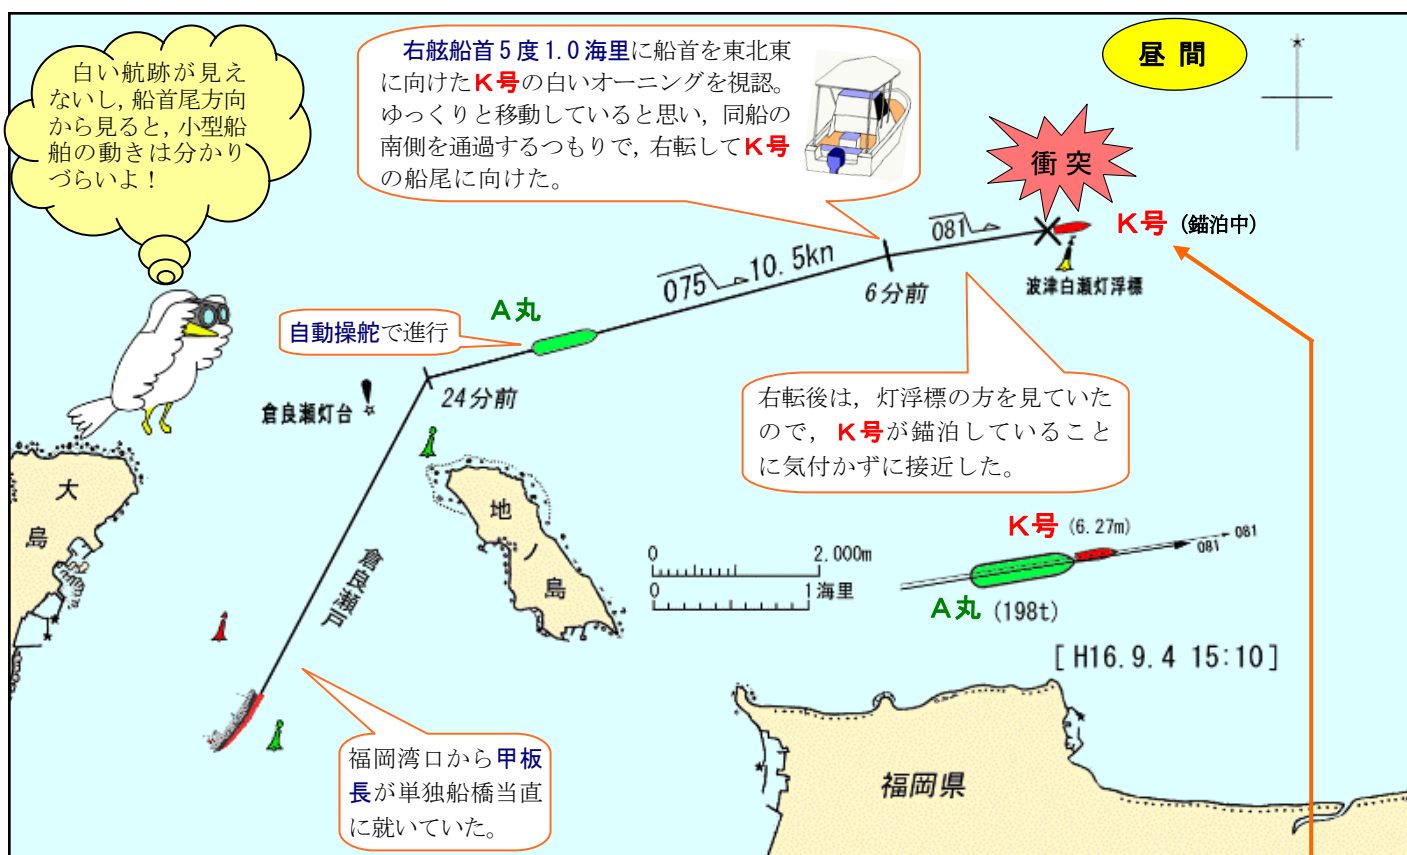 白い航跡が見え
ないし，船首尾方向
から見ると，小型船
舶の動きは分かり
づらいよ！
右舷船首５度1.0海里に船首を東北東
に向けたＫ号の白いオーニングを視認。
ゆっくりと移動していると思い，同船の
南側を通過するつもりで，右転してＫ号
の船尾に向けた。
昼 間
衝 突
Ｋ号（錨泊中）
波津白瀬灯浮標
081
6分前
075
10.5kn
Ａ丸
自動操舵で進行
24分前
倉良瀬灯台
右転後は，灯浮標の方を見ていた
ので，Ｋ号が錨泊していること
に気付かずに接近した。
大
島
地
ノ
島
倉良瀬戸
0
2.000m
0
1海里
Ｋ号 (6.27m)
081
081
Ａ丸 (198t)
[ H16.9.4 15:10]
福岡湾口から甲板
長が単独船橋当直
に就いていた。
福岡県